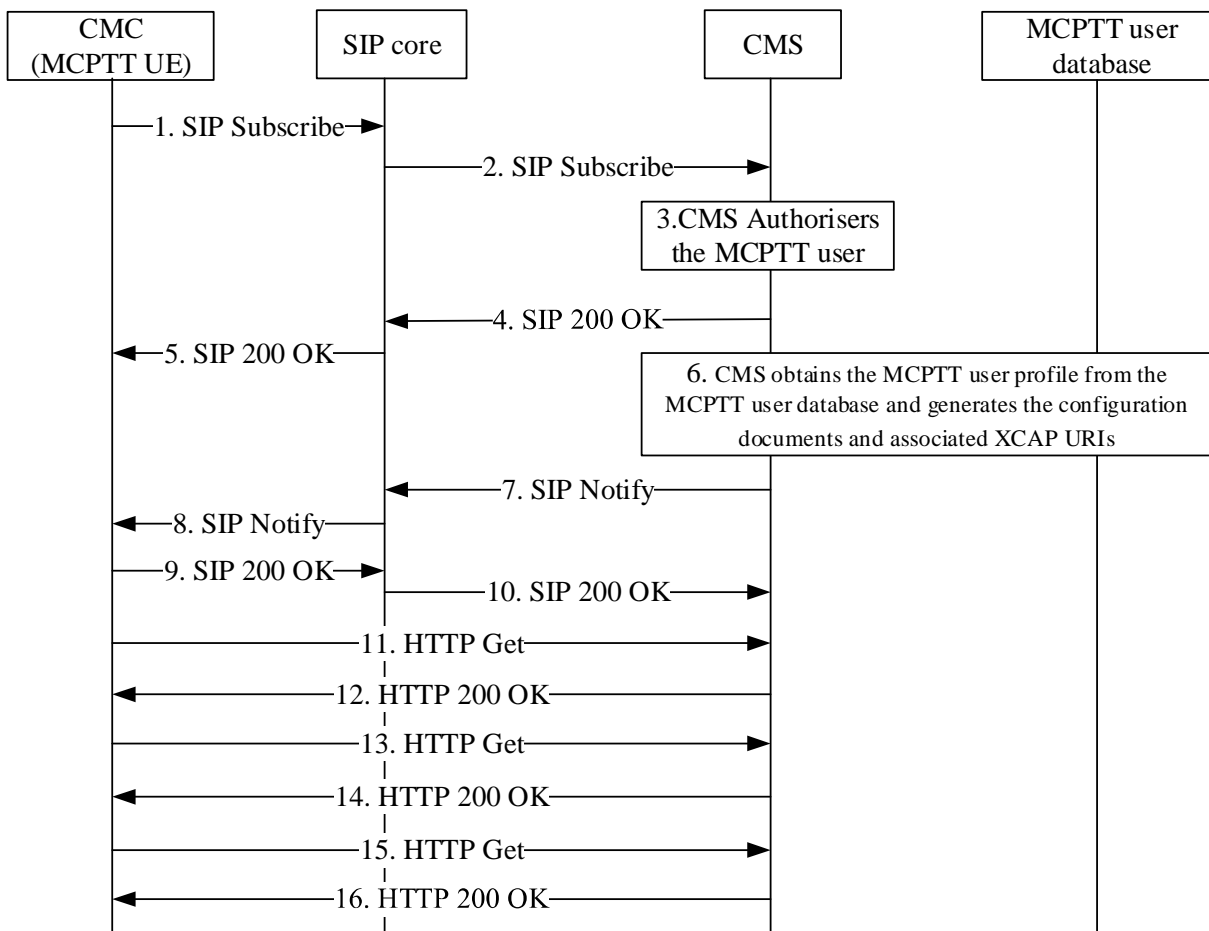 CMC
(MCPTT UE)
SIP core
CMS
MCPTT user
database
1. SIP Subscribe
2. SIP Subscribe
3.CMS Authorisers
the MCPTT user
4. SIP 200 OK
5. SIP 200 OK
6. CMS obtains the MCPTT user profile from the
MCPTT user database and generates the configuration
documents and associated XCAP URIs
7. SIP Notify
8. SIP Notify
9. SIP 200 OK
10. SIP 200 OK
11. HTTP Get
12. HTTP 200 OK
13. HTTP Get
14. HTTP 200 OK
15. HTTP Get
16. HTTP 200 OK